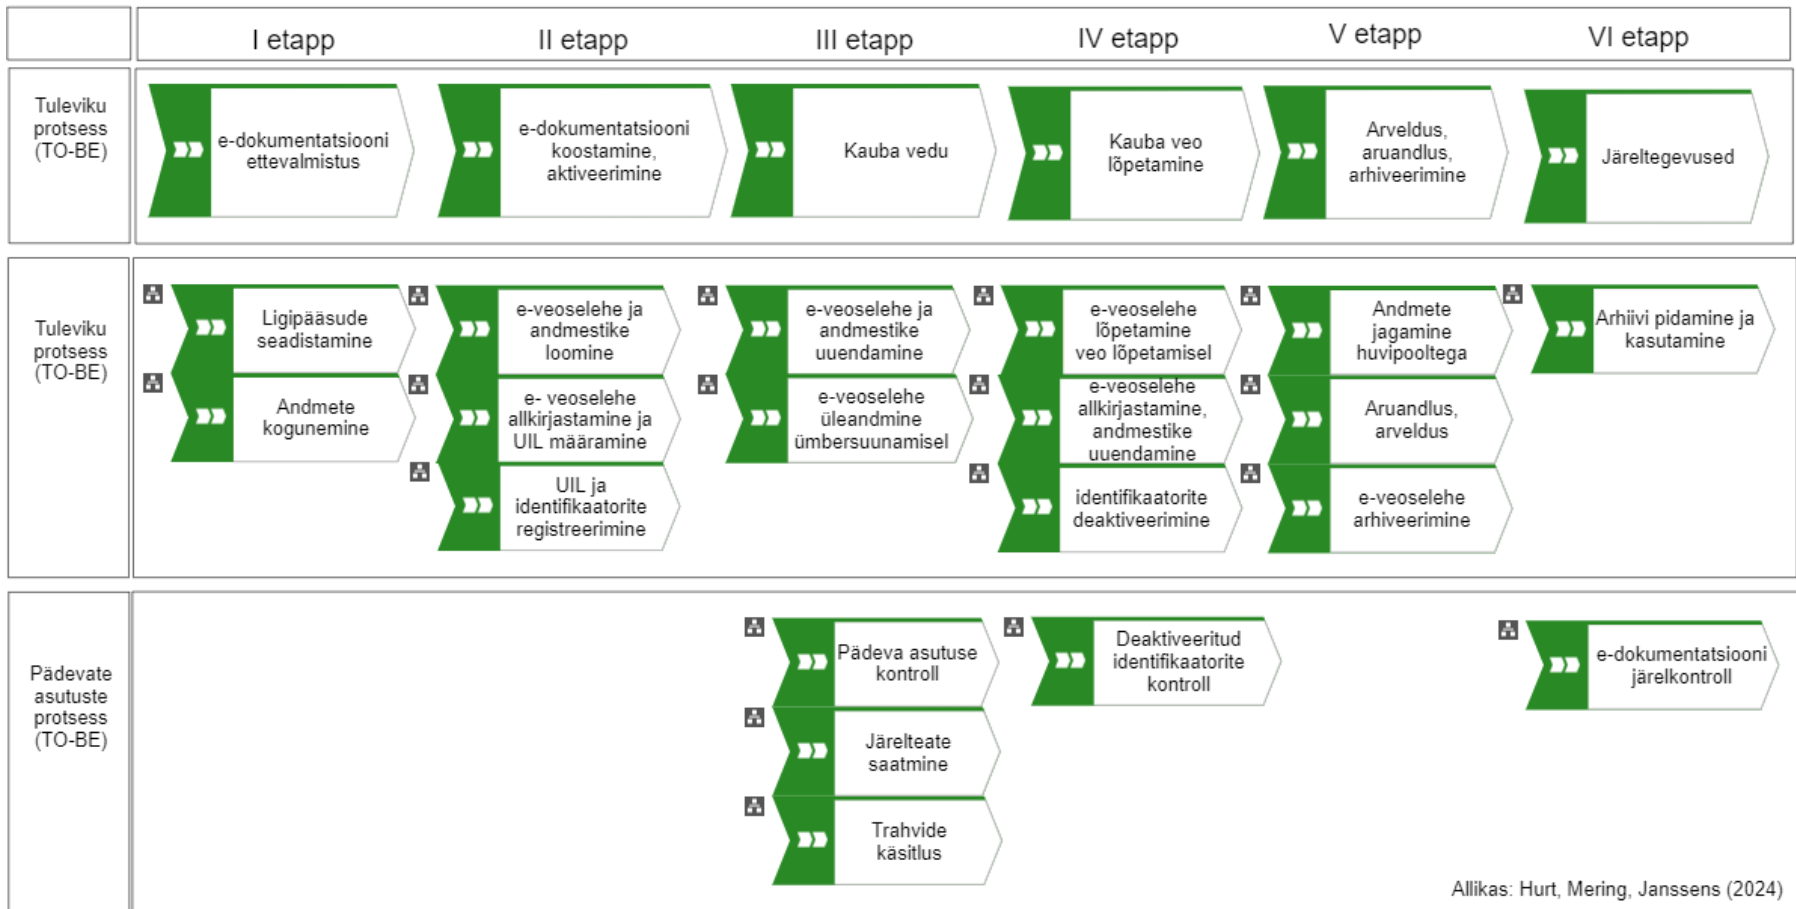 I etapp
II etapp
III etapp
IV etapp
V etapp
VI etapp
Tuleviku
protsess
(TO-BE)
e-dokumentatsiooni
ettevalmistus
e-dokumentatsiooni
koostamine,
aktiveerimine
Kauba vedu
Kauba veo
lõpetamine
Arveldus,
aruandlus,
arhiveerimine
Järeltegevused
Tuleviku
protsess
(TO-BE)
Ligipääsude
seadistamine
Andmete
kogunemine
e-veoselehe ja
andmestike
loomine
e- veoselehe
allkirjastamine ja
UIL määramine
UIL ja
identifikaatorite
registreerimine
e-veoselehe ja
andmestike
uuendamine
e-veoselehe
üleandmine
ümbersuunamisel
e-veoselehe
lõpetamine
veo lõpetamisel
e-veoselehe
allkirjastamine,
andmestike
uuendamine
identifikaatorite
deaktiveerimine
Andmete
jagamine
huvipooltega
Aruandlus,
arveldus
e-veoselehe
arhiveerimine
Arhiivi pidamine ja
kasutamine
Pädevate
asutuste
protsess
(TO-BE)
Pädeva asutuse
kontroll
Järelteate
saatmine
Trahvide
käsitlus
Deaktiveeritud
identifikaatorite
kontroll
e-dokumentatsiooni
järelkontroll
Allikas: Hurt, Mering, Janssens (2024)